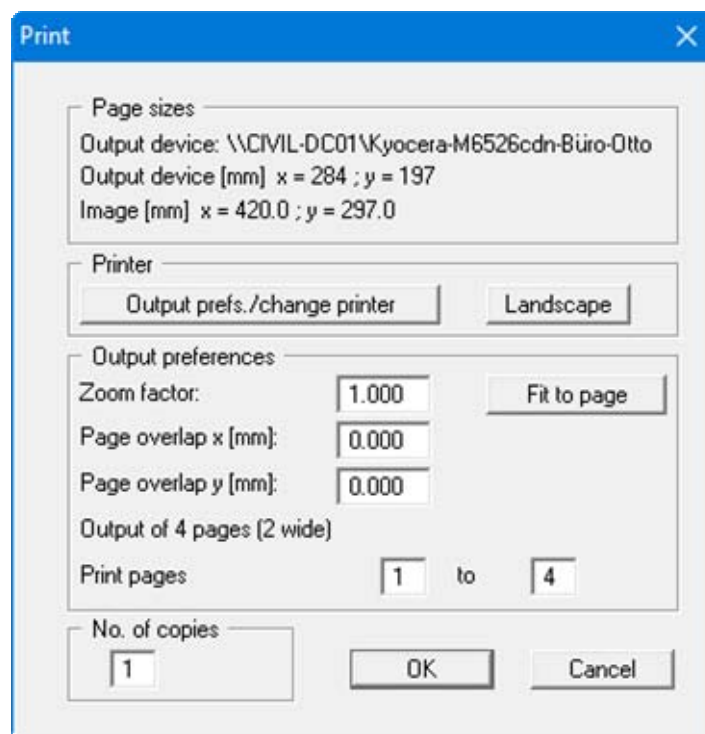 Print
Page sizes
Output device: \\CIVIL-DC01\Kyocera-M6526cdn-Büro-Otto
Output device [mm] x = 284 ; y = 197
Image [mm] x = 420.0 ; y = 297.0
Printer
Output prefs./change printer Landscape
Output preferences
Zoom factor: 1.000 Fit to page
Page overlap x [mm]: 0.000
Page overlap y [mm]: 0.000
Output of 4 pages (2 wide)
Print pages 1 to 4
No. of copies
1 OK Cancel